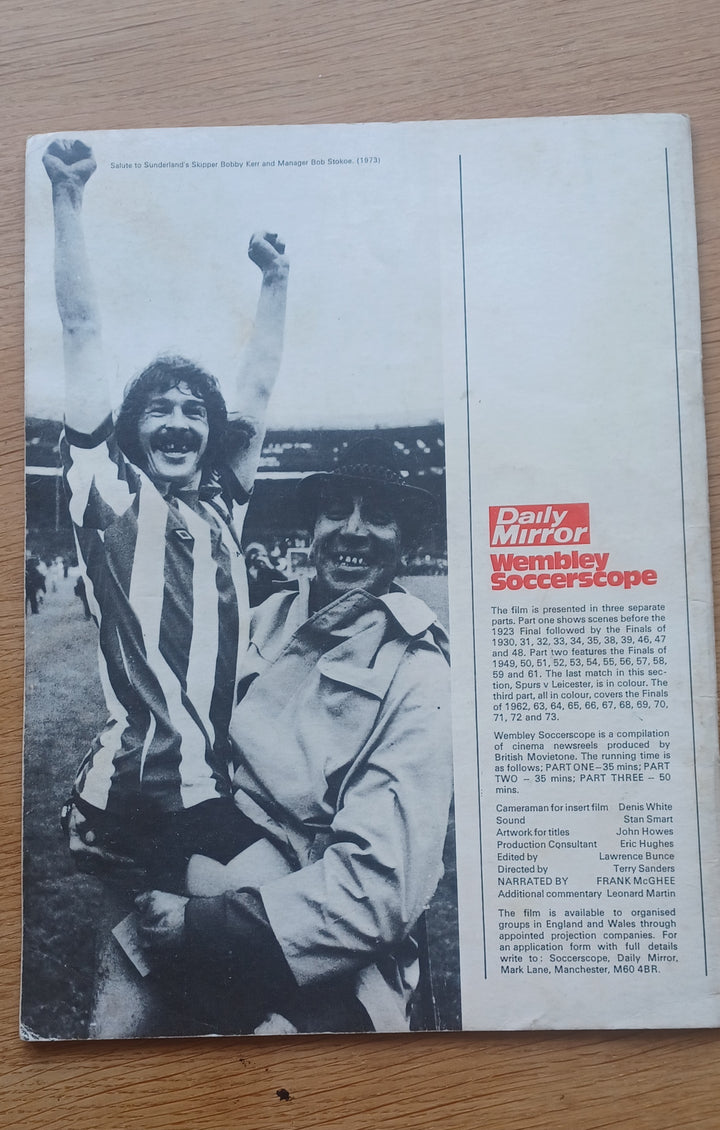 Salute to Sunderland's Skipper Bobby Kerr and Manager Bob Stokoe. (1973)
Daily
Mirror
Wembley
Soccerscope
The film is presented in three separate
parts. Part one shows scenes before the
1923 Final followed by the Finals of
1930, 31, 32, 33, 34, 35, 38, 39, 46, 47
and 48. Part two features the Finals of
1949, 50, 51, 52, 53, 54, 55, 56, 57, 58,
59 and 61. The last match in this sec-
tion, Spurs v Leicester, is in colour. The
third part, all in colour, covers the Finals
of 1962, 63, 64, 65, 66, 67, 68, 69, 70,
71, 72 and 73.
Wembley Soccerscope is a compilation
of cinema newsreels produced by
British Movietone. The running time is
as follows; PART ONE–35 mins; PART
TWO – 35 mins; PART THREE – 50
mins.
Cameraman for insert film Denis White
Sound Stan Smart
Artwork for titles John Howes
Production Consultant Eric Hughes
Edited by Lawrence Bunce
Directed by Terry Sanders
NARRATED BY FRANK McGHEE
Additional commentary Leonard Martin
The film is available to organised
groups in England and Wales through
appointed projection companies. For
an application form with full details
write to: Soccerscope, Daily Mirror,
Mark Lane, Manchester, M60 4BR.